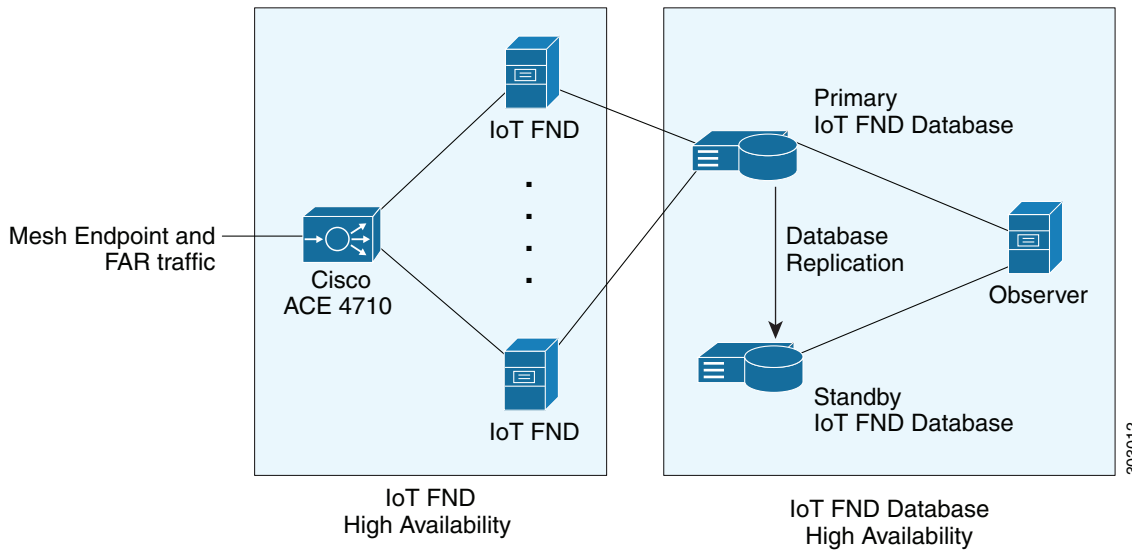 IoT FND
Primary
IoT FND Database
Mesh Endpoint and
FAR traffic
Cisco
ACE 4710
Database
Replication
Observer
IoT FND
Standby
IoT FND Database
IoT FND
High Availability
IoT FND Database
High Availability